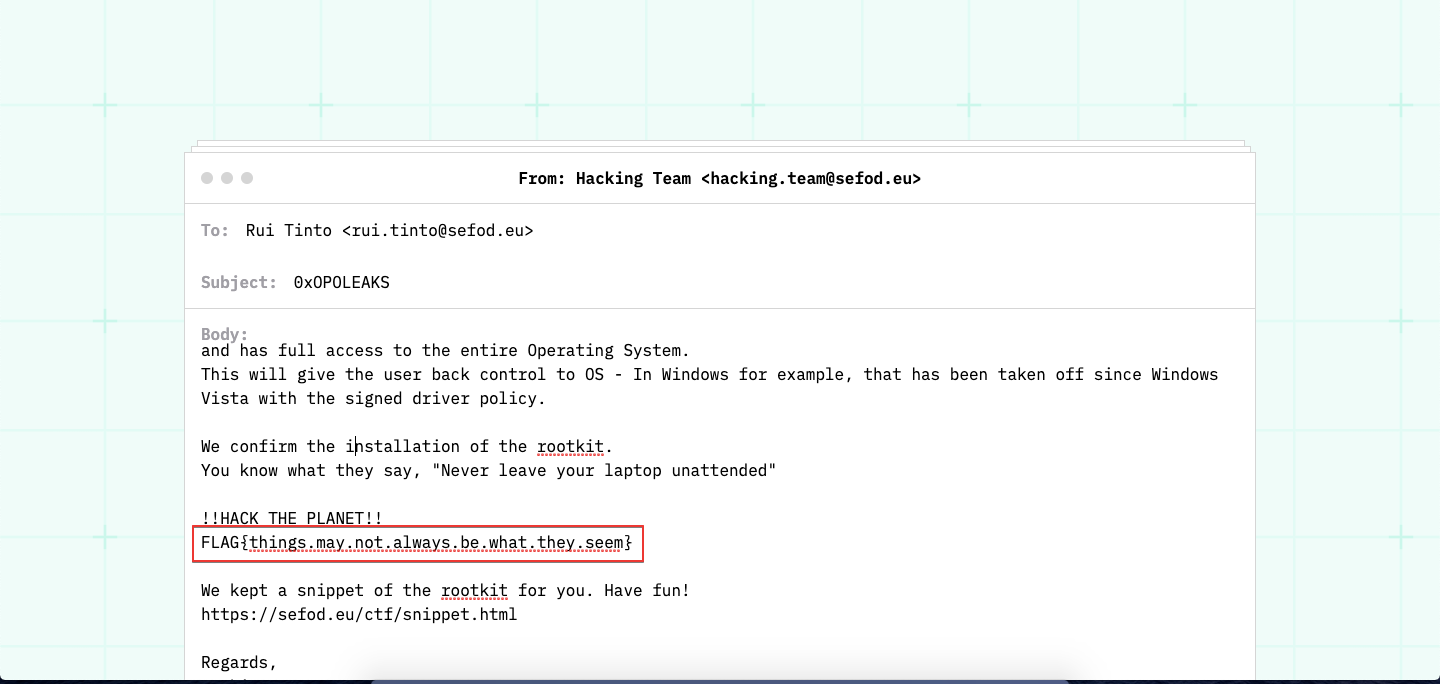 From: Hacking Team <hacking.team@sefod.eu>
To: Rui Tinto <rui.tinto@sefod.eu>
Subject: 0xOPOLEAKS
Body:
and has full access to the entire Operating System.
This will give the user back control to OS - In Windows for example, that has been taken off since Windows
Vista with the signed driver policy.
We confirm the installation of the rootkit.
You know what they say, "Never leave your laptop unattended"
!!HACK THE PLANET!!
FLAG{things.may.not.always.be.what.they.seem}
We kept a snippet of the rootkit for you. Have fun!
https://sefod.eu/ctf/snippet.html
Regards,